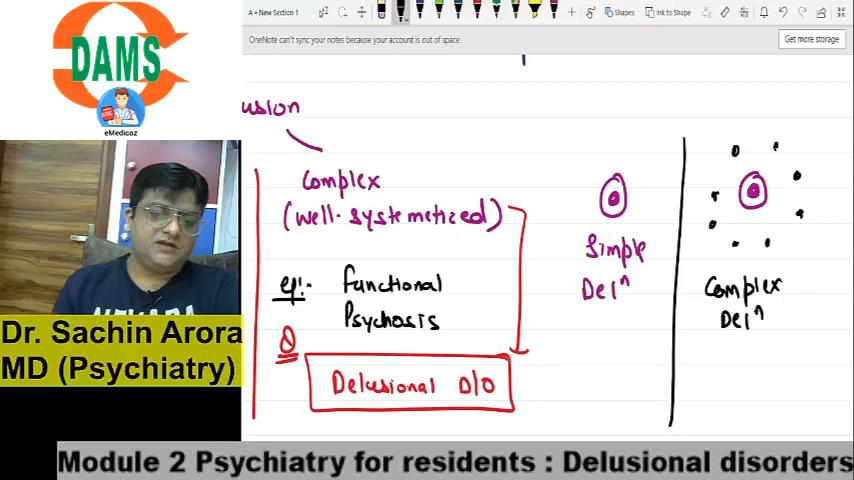 DAMS
eMedicoz
A = New Section 1
Shapes
Ink to Shape
OneNote can't sync your notes because your account is out of space.
Get more storage
usion
Complex
(well-systemetized)
eg:-
Functional
Psychosis
Q
Delusional D/O
Simple
Delⁿ
Complex
Delⁿ
Dr. Sachin Arora
MD (Psychiatry)
Module 2 Psychiatry for residents : Delusional disorders